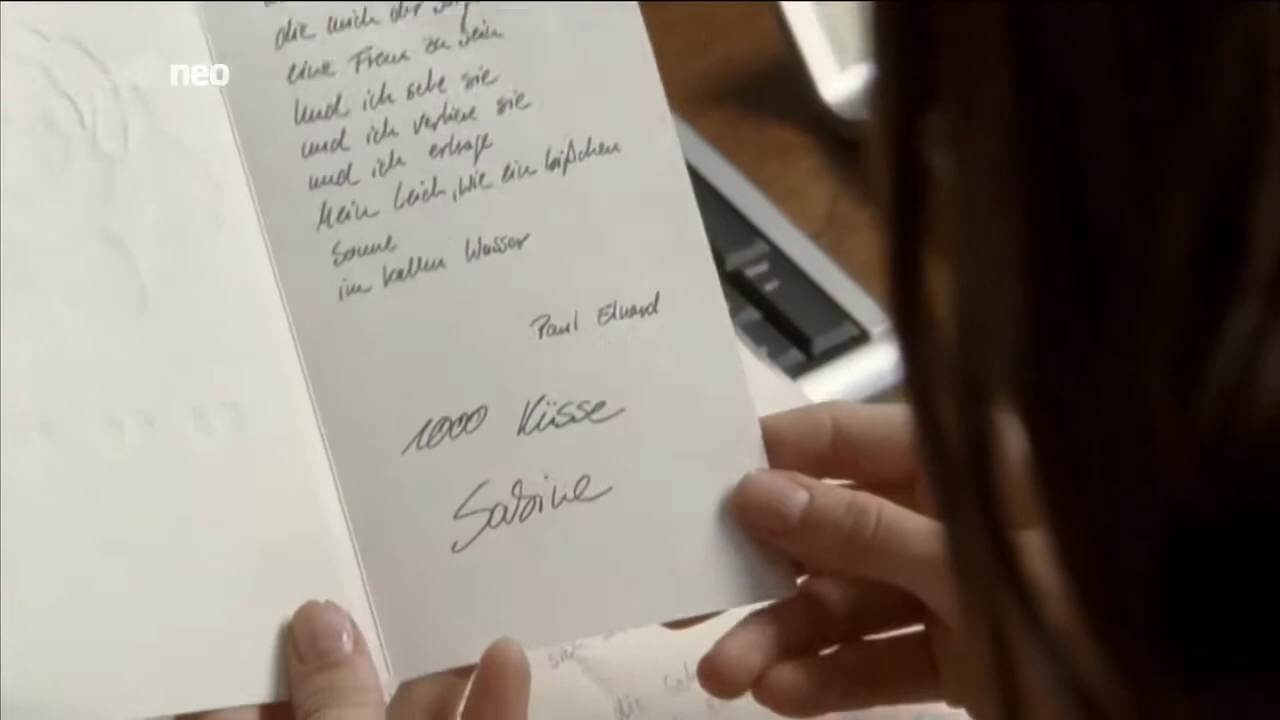 neo
die mich der
eine Frau zu sein
Und ich sehe sie
und ich verliere sie
und ich ertrage
Mein Leid, wie ein bißchen
Sonne
im kalten Wasser
Paul Eluard
1000 Küsse
Sabine
die